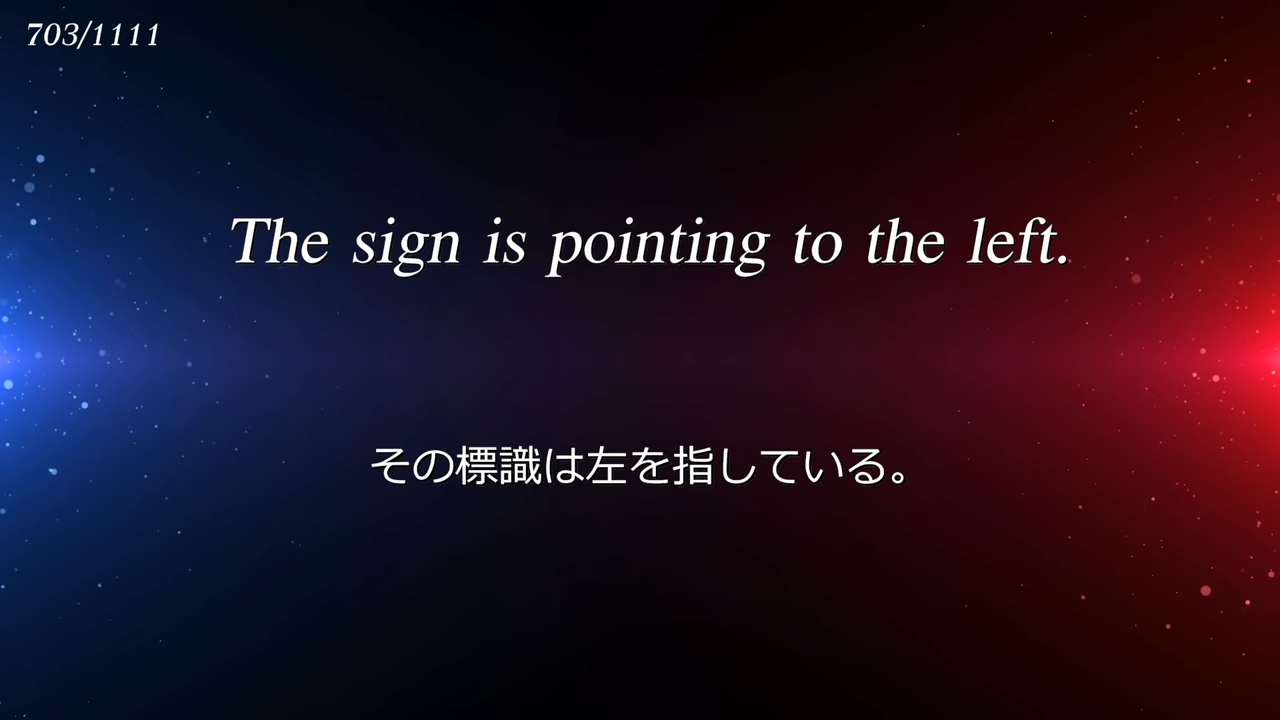 703/1111
The sign is pointing to the left.
その標識は左を指している。